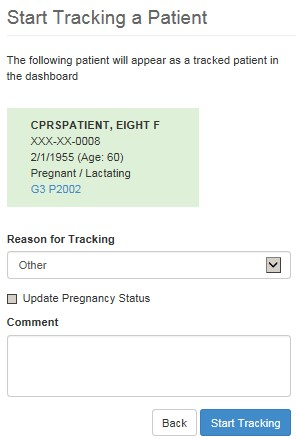 Start Tracking a Patient
The following patient will appear as a tracked patient in
the dashboard
CPRSPATIENT, EIGHT F
XXX-XX-0008
2/1/1955 (Age: 60)
Pregnant / Lactating
G3 P2002
Reason for Tracking
Other
Update Pregnancy Status
Comment
Back
Start Tracking